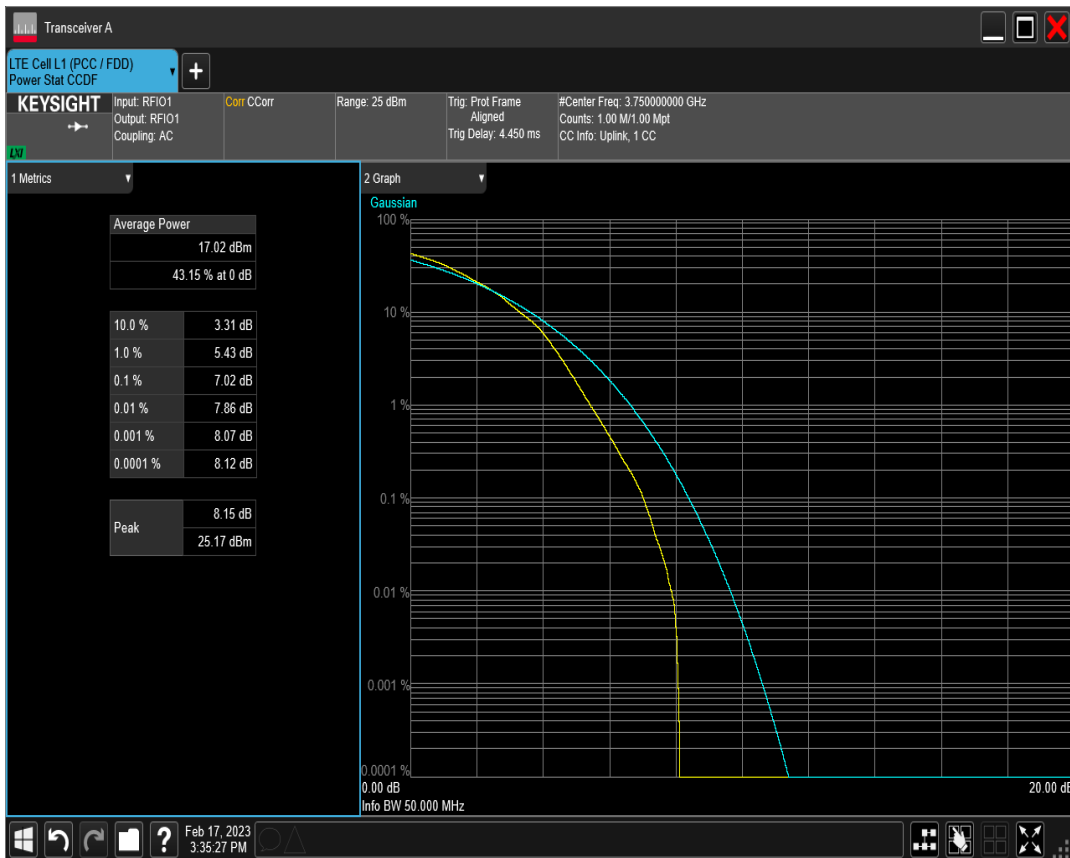 Transceiver A
LTE Cell L1 (PCC / FDD)
Power Stat CCDF
KEYSIGHT
LXI
Input: RFIO1
Output: RFIO1
Coupling: AC
Corr CCorr
Range: 25 dBm
Trig: Prot Frame
Aligned
Trig Delay: 4.450 ms
#Center Freq: 3.750000000 GHz
Counts: 1.00 M/1.00 Mpt
CC Info: Uplink, 1 CC
1 Metrics
Average Power
17.02 dBm
43.15 % at 0 dB
10.0 % 3.31 dB
1.0 % 5.43 dB
0.1 % 7.02 dB
0.01 % 7.86 dB
0.001 % 8.07 dB
0.0001 % 8.12 dB
Peak
8.15 dB
25.17 dBm
2 Graph
Gaussian
100 %
10 %
1 %
0.1 %
0.01 %
0.001 %
0.0001 %
0.00 dB 20.00 dB
Info BW 50.000 MHz
Feb 17, 2023
3:35:27 PM